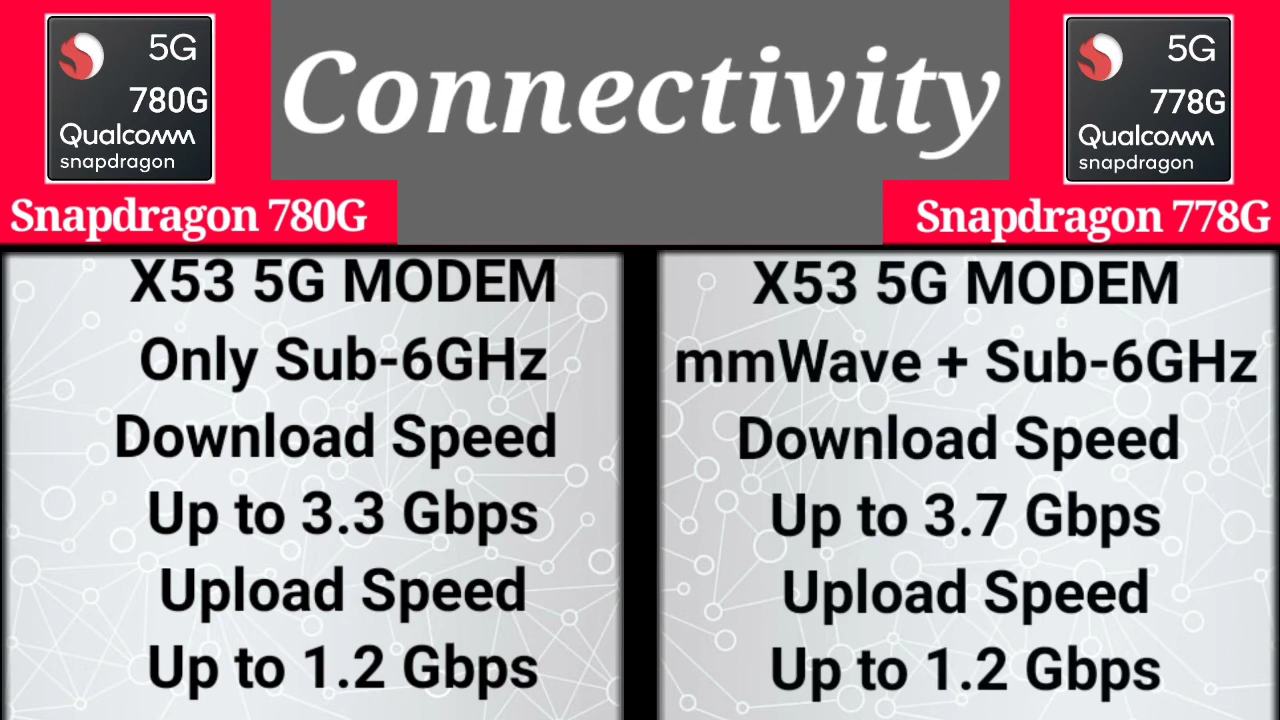 5G
780G
Qualcomm
snapdragon
Snapdragon 780G
Connectivity
5G
778G
Qualcomm
snapdragon
Snapdragon 778G
X53 5G MODEM
Only Sub-6GHz
Download Speed
Up to 3.3 Gbps
Upload Speed
Up to 1.2 Gbps
X53 5G MODEM
mmWave + Sub-6GHz
Download Speed
Up to 3.7 Gbps
Upload Speed
Up to 1.2 Gbps